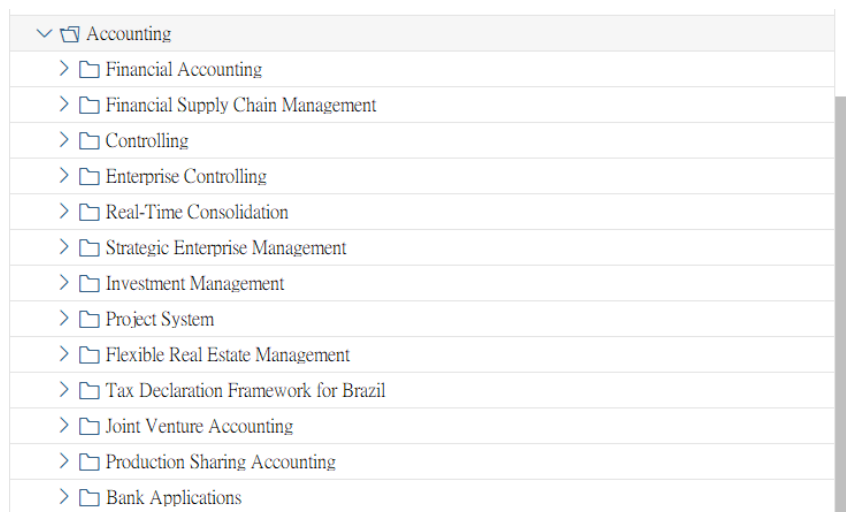 Accounting
Financial Accounting
Financial Supply Chain Management
Controlling
Enterprise Controlling
Real-Time Consolidation
Strategic Enterprise Management
Investment Management
Project System
Flexible Real Estate Management
Tax Declaration Framework for Brazil
Joint Venture Accounting
Production Sharing Accounting
Bank Applications